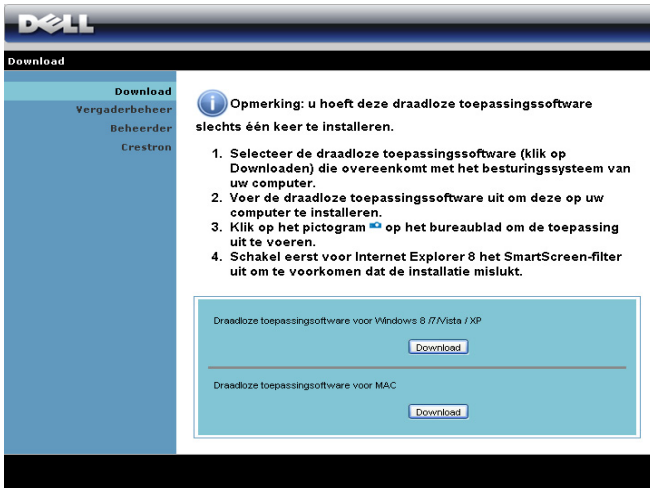 DELL
Download
Download
Vergaderbeheer
Beheerder
Crestron
Opmerking: u hoeft deze draadloze toepassingssoftware
slechts één keer te installeren.
1. Selecteer de draadloze toepassingssoftware (klik op
Downloaden) die overeenkomt met het besturingssysteem van
uw computer.
2. Voer de draadloze toepassingssoftware uit om deze op uw
computer te installeren.
3. Klik op het pictogram op het bureaublad om de toepassing
uit te voeren.
4. Schakel eerst voor Internet Explorer 8 het SmartScreen-filter
uit om te voorkomen dat de installatie mislukt.
Draadloze toepassingsoftware voor Windows 8 /7/Vista / XP
Download
Draadloze toepassingsoftware voor MAC
Download